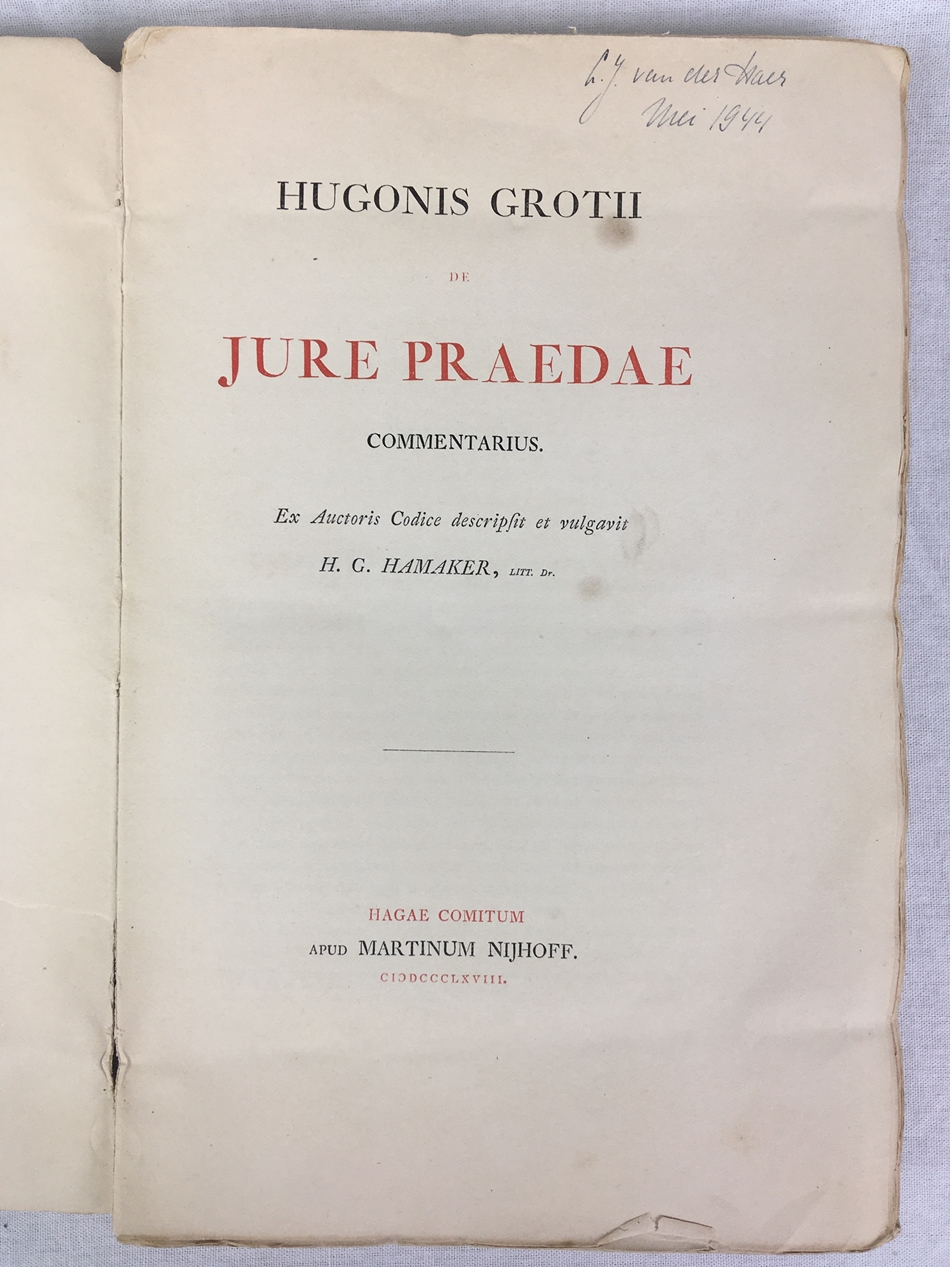 L. J. van der Haer
Mei 1944
HUGONIS GROTII
DE
JURE PRAEDAE
COMMENTARIUS.
Ex Auctoris Codice descripſit et vulgavit
H. G. HAMAKER, LITT. Dr.
HAGAE COMITUM
APUD MARTINUM NIJHOFF.
CIƆDCCCLXVIII.